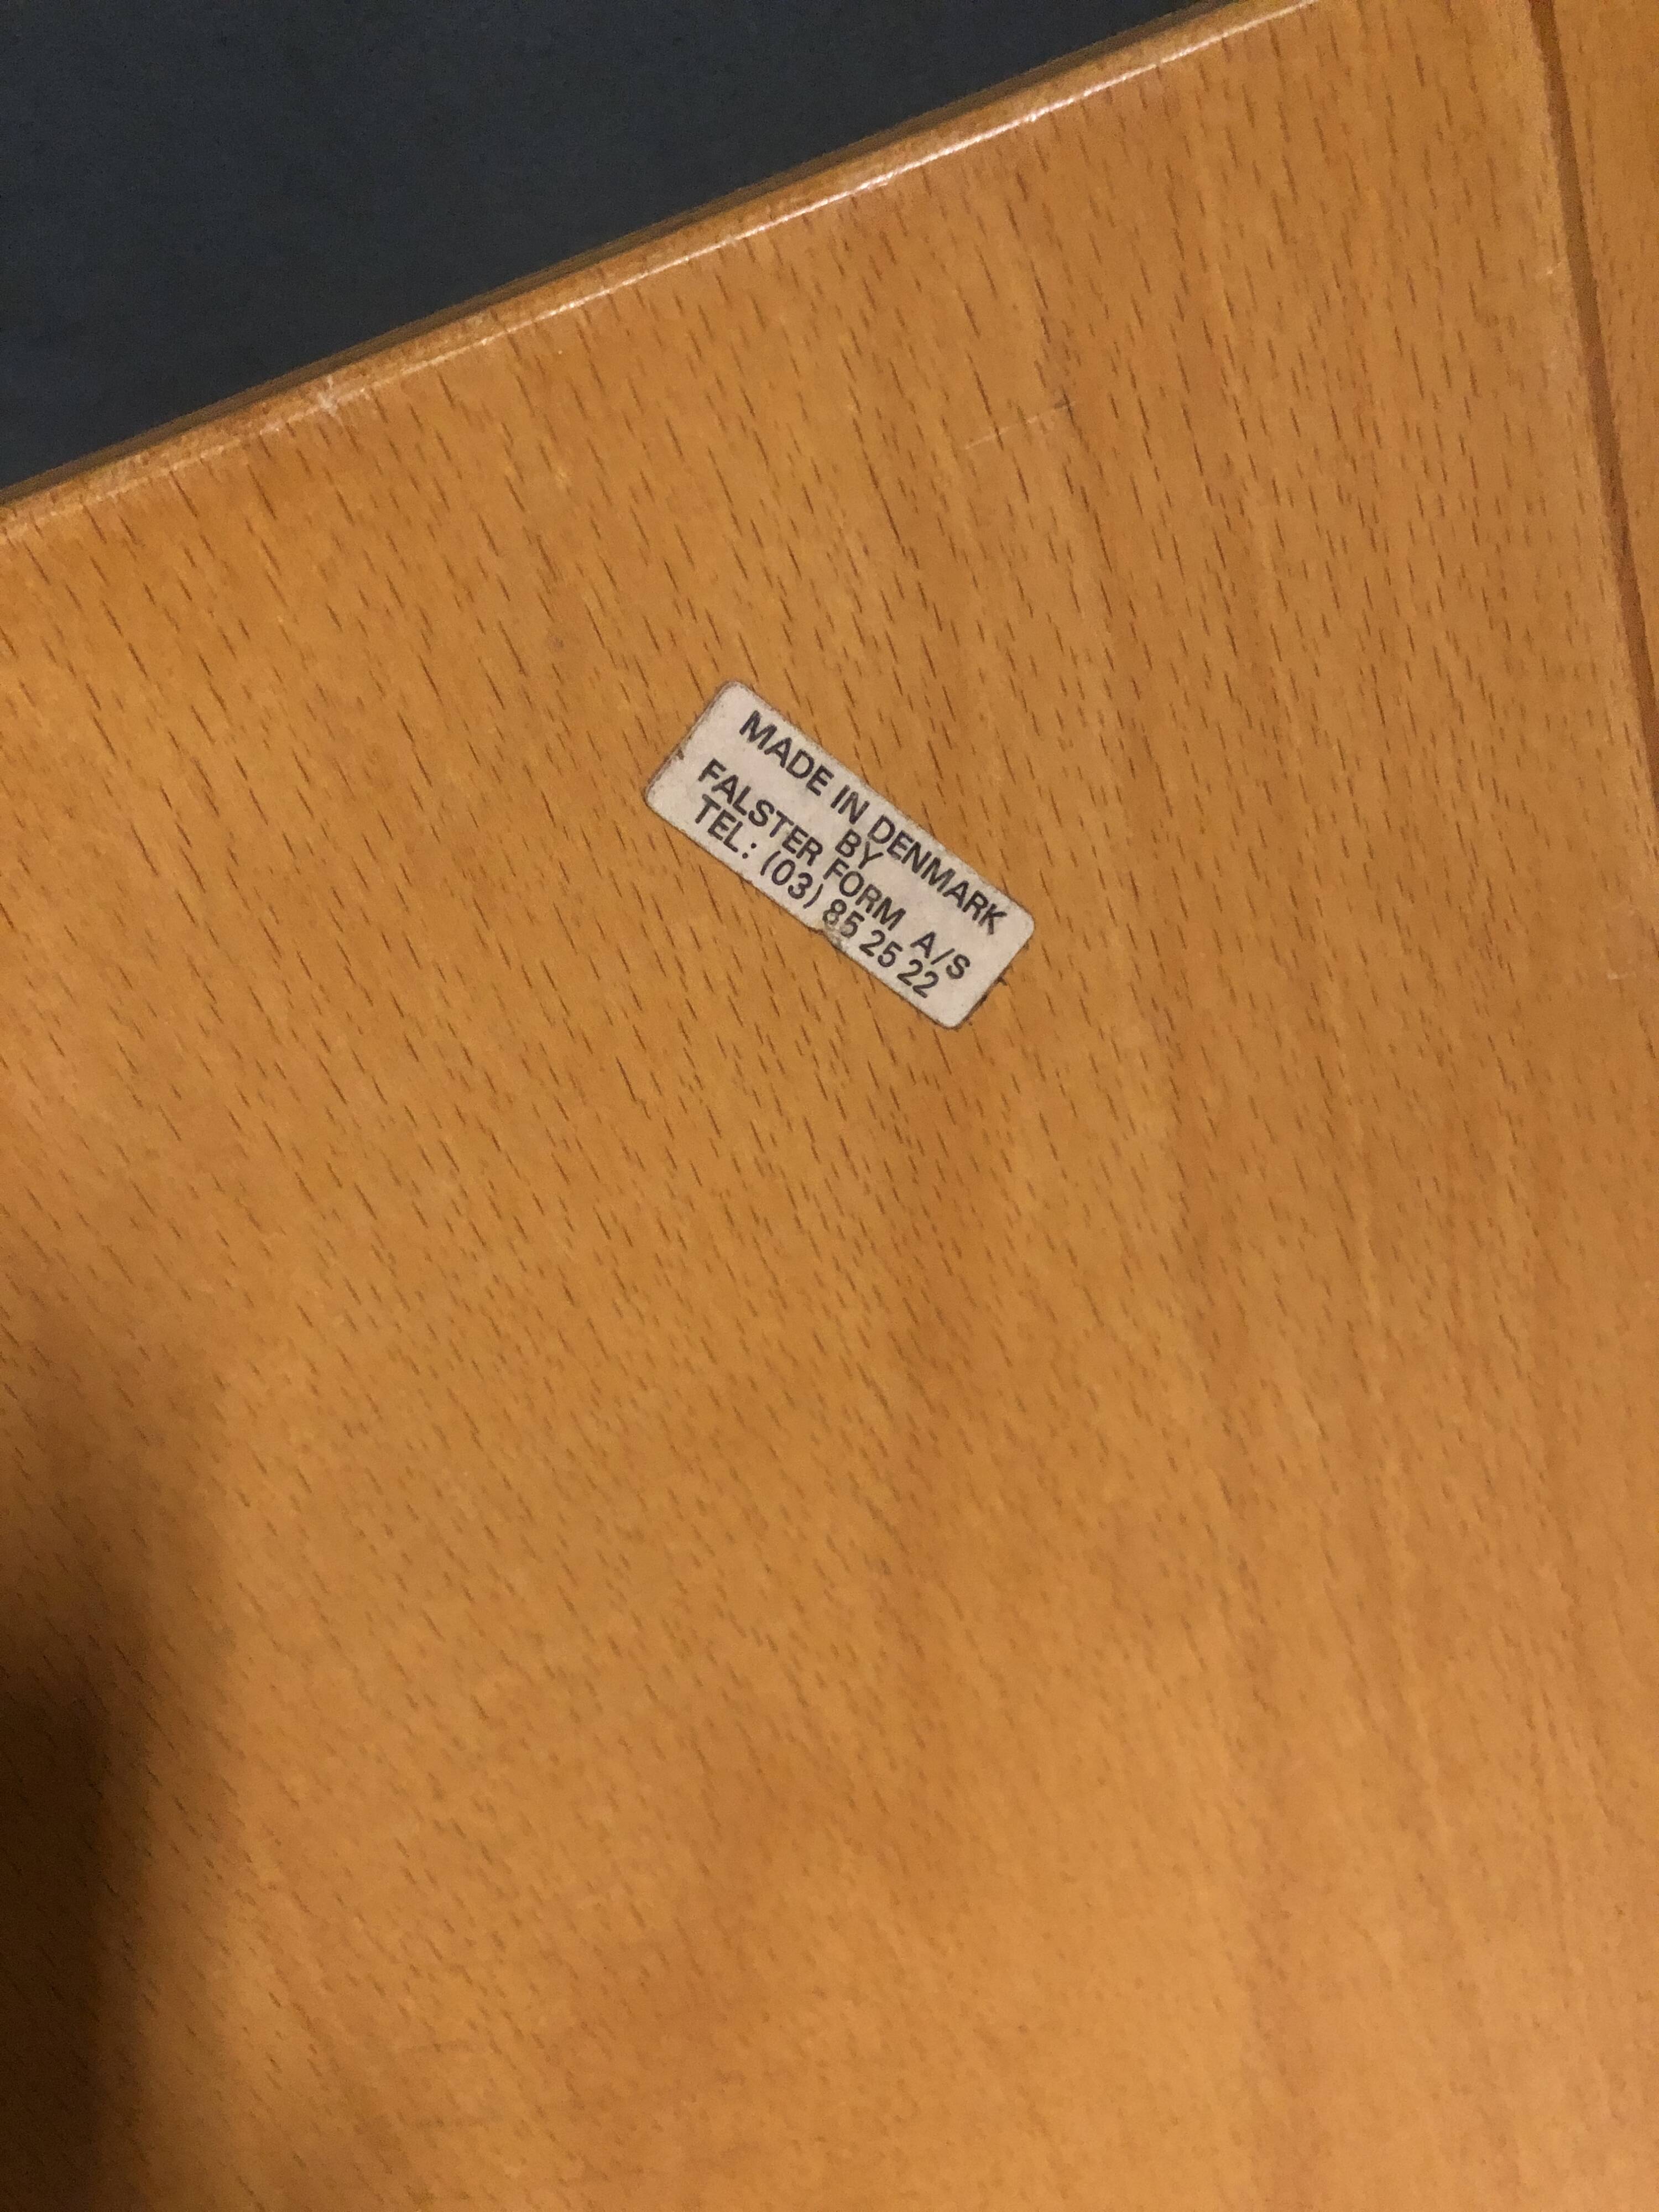 MADE IN DENMARK
BY
FALSTER FORM A/S
TEL: (03) 85 25 22